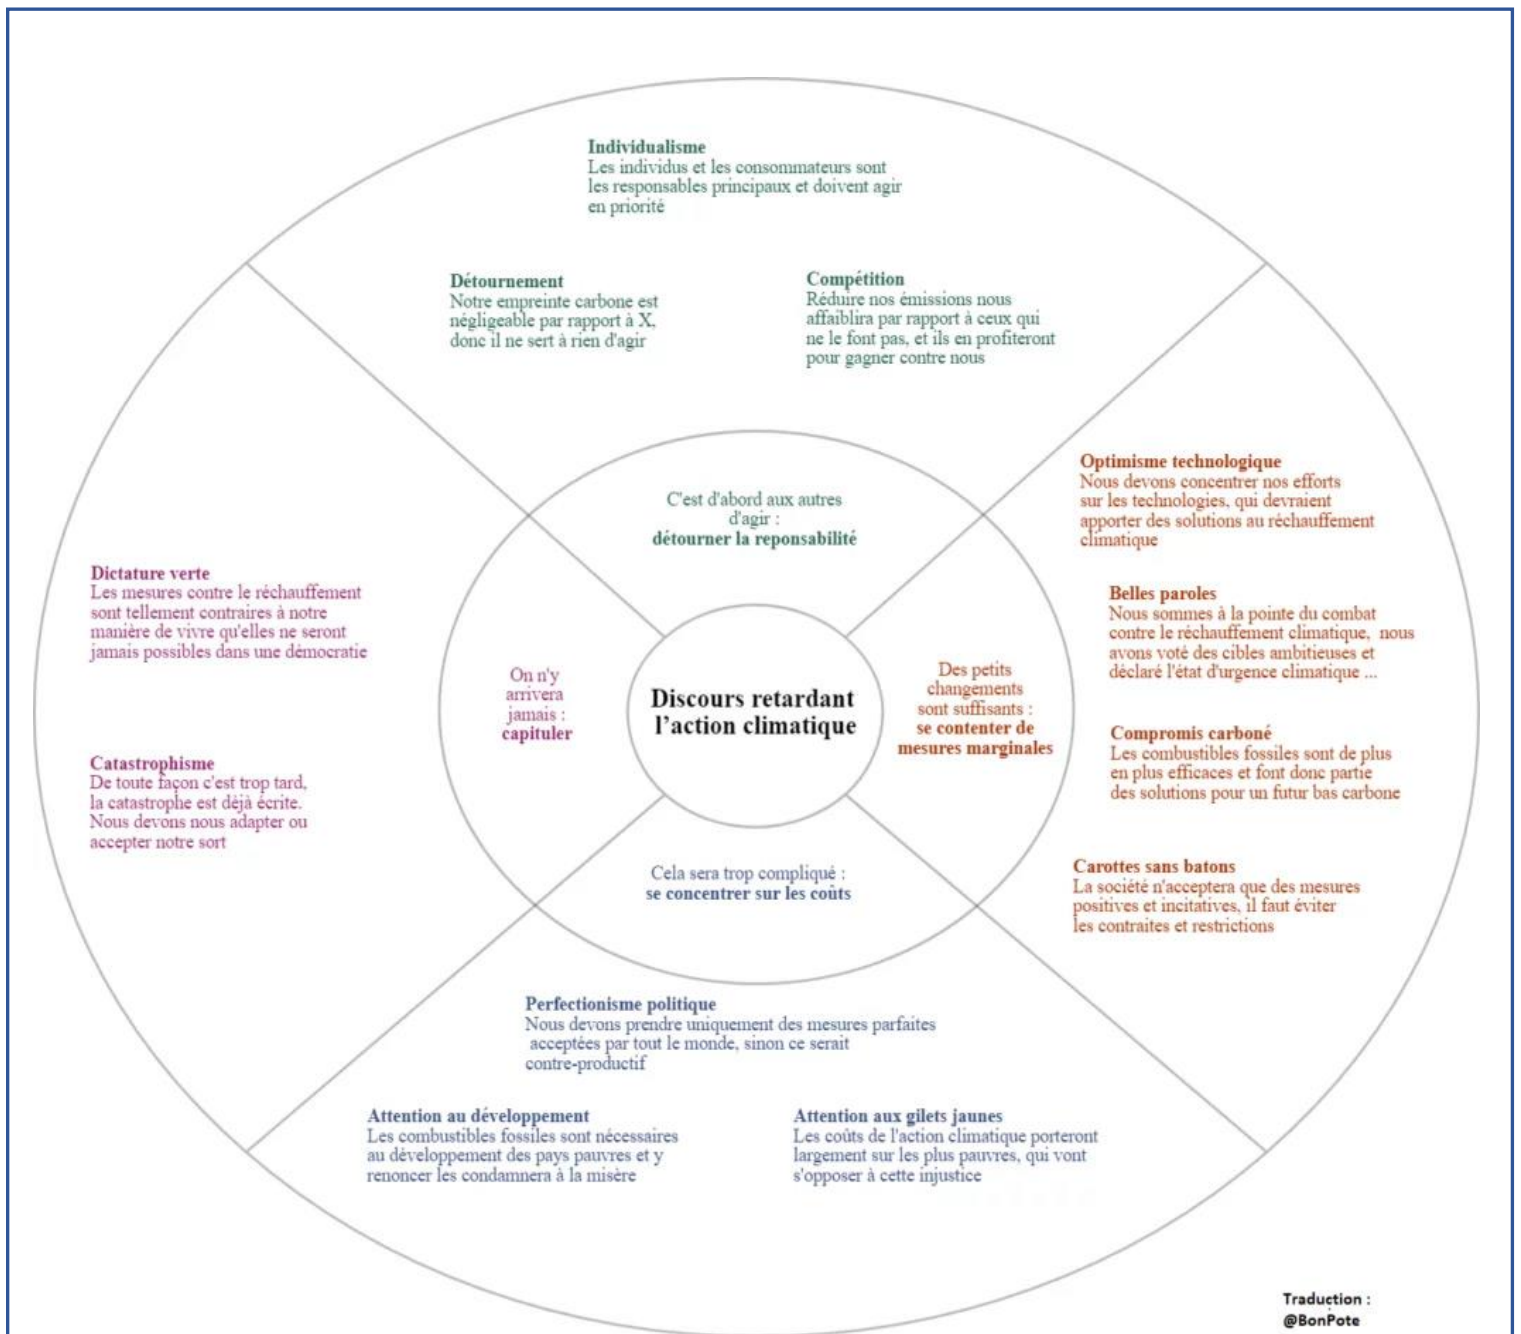 Individualisme
Les individus et les consommateurs sont
les responsables principaux et doivent agir
en priorité
Détournement
Notre empreinte carbone est
négligeable par rapport à X,
donc il ne sert à rien d'agir
Compétition
Réduire nos émissions nous
affaiblira par rapport à ceux qui
ne le font pas, et ils en profiteront
pour gagner contre nous
C'est d'abord aux autres
d'agir :
détourner la reponsabilité
Optimisme technologique
Nous devons concentrer nos efforts
sur les technologies, qui devraient
apporter des solutions au réchauffement
climatique
Belles paroles
Nous sommes à la pointe du combat
contre le réchauffement climatique, nous
avons voté des cibles ambitieuses et
déclaré l'état d'urgence climatique ...
Compromis carboné
Les combustibles fossiles sont de plus
en plus efficaces et font donc partie
des solutions pour un futur bas carbone
Carottes sans batons
La société n'acceptera que des mesures
positives et incitatives, il faut éviter
les contraites et restrictions
Des petits
changements
sont suffisants :
se contenter de
mesures marginales
Discours retardant
l'action climatique
On n'y
arrivera
jamais :
capituler
Dictature verte
Les mesures contre le réchauffement
sont tellement contraires à notre
manière de vivre qu'elles ne seront
jamais possibles dans une démocratie
Catastrophisme
De toute façon c'est trop tard,
la catastrophe est déjà écrite.
Nous devons nous adapter ou
accepter notre sort
Cela sera trop compliqué :
se concentrer sur les coûts
Perfectionisme politique
Nous devons prendre uniquement des mesures parfaites
acceptées par tout le monde, sinon ce serait
contre-productif
Attention au développement
Les combustibles fossiles sont nécessaires
au développement des pays pauvres et y
renoncer les condamnera à la misère
Attention aux gilets jaunes
Les coûts de l'action climatique porteront
largement sur les plus pauvres, qui vont
s'opposer à cette injustice
Traduction :
@BonPote